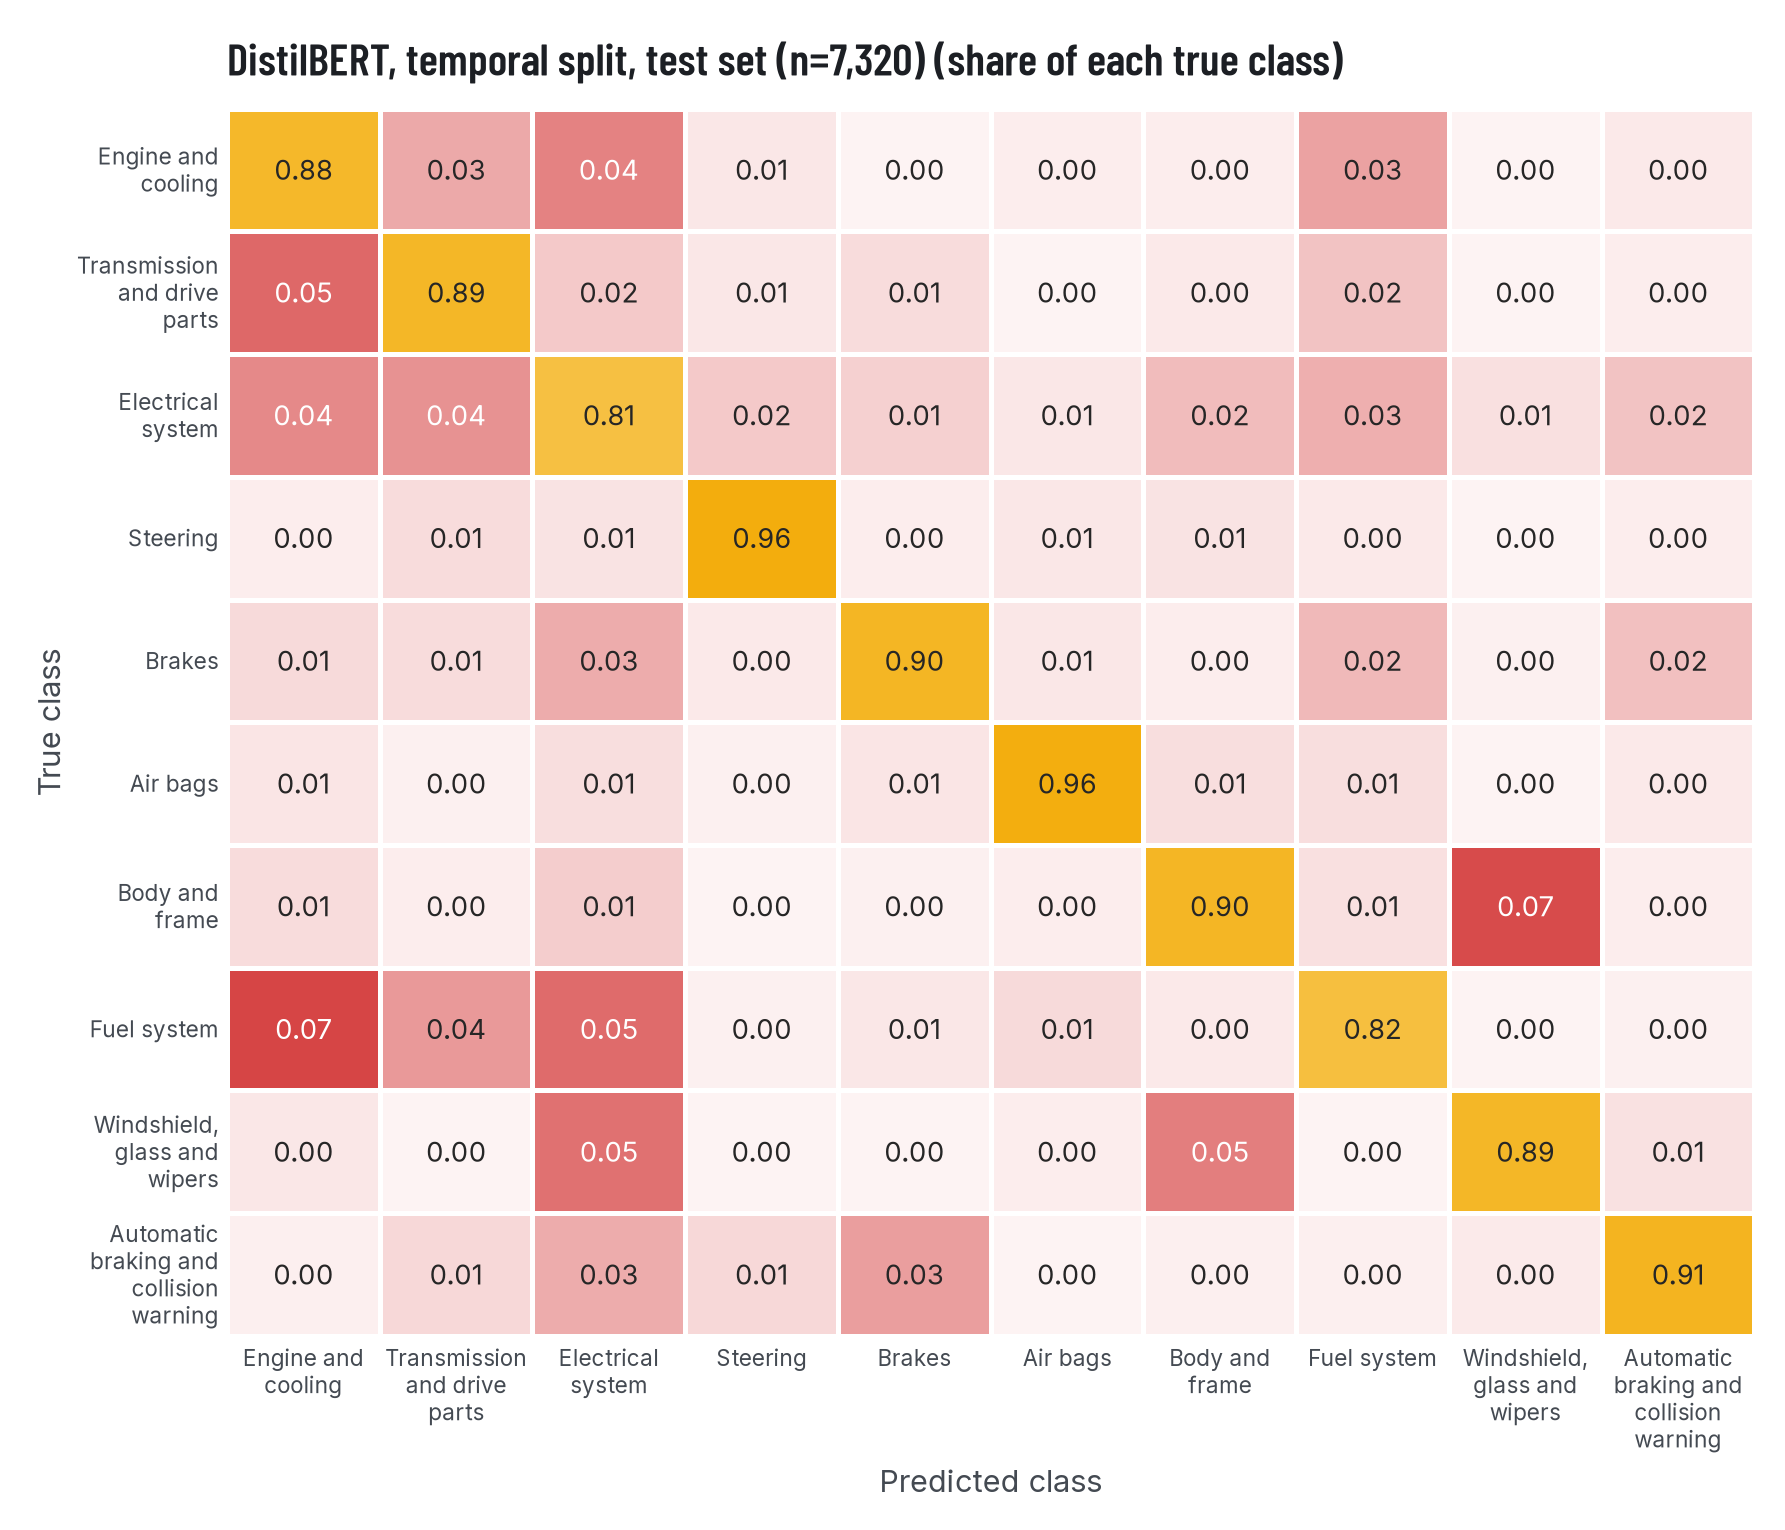 DistilBERT, temporal split, test set (n=7,320) (share of each true class)
Engine and
cooling
0.88 0.03 0.04 0.01 0.00 0.00 0.00 0.03 0.00 0.00
Transmission
and drive
parts
0.05 0.89 0.02 0.01 0.01 0.00 0.00 0.02 0.00 0.00
Electrical
system
0.04 0.04 0.81 0.02 0.01 0.01 0.02 0.03 0.01 0.02
Steering
0.00 0.01 0.01 0.96 0.00 0.01 0.01 0.00 0.00 0.00
Brakes
0.01 0.01 0.03 0.00 0.90 0.01 0.00 0.02 0.00 0.02
Air bags
0.01 0.00 0.01 0.00 0.01 0.96 0.01 0.01 0.00 0.00
Body and
frame
0.01 0.00 0.01 0.00 0.00 0.00 0.90 0.01 0.07 0.00
Fuel system
0.07 0.04 0.05 0.00 0.01 0.01 0.00 0.82 0.00 0.00
Windshield,
glass and
wipers
0.00 0.00 0.05 0.00 0.00 0.00 0.05 0.00 0.89 0.01
Automatic
braking and
collision
warning
0.00 0.01 0.03 0.01 0.03 0.00 0.00 0.00 0.00 0.91
True class
Engine and
cooling
Transmission
and drive
parts
Electrical
system
Steering
Brakes
Air bags
Body and
frame
Fuel system
Windshield,
glass and
wipers
Automatic
braking and
collision
warning
Predicted class